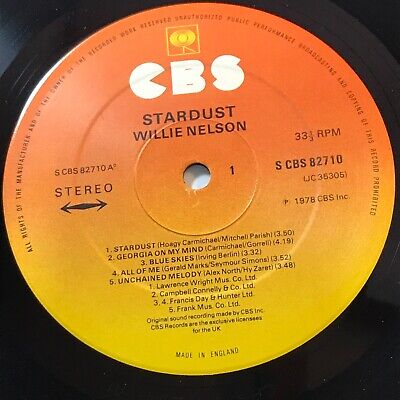 ALL RIGHTS OF THE MANUFACTURER AND OF THE OWNER OF THE RECORDED WORK RESERVED UNAUTHORIZED PUBLIC PERFORMANCE, BROADCASTING AND COPYING OF THIS RECORD PROHIBITED
CBS
STARDUST
WILLIE NELSON
33⅓ RPM
S CBS 82710 A
STEREO
1
S CBS 82710
(JC 35305)
℗ 1978 CBS Inc.
1. STARDUST (Hoagy Carmichael/Mitchell Parish) (3.50)
2. GEORGIA ON MY MIND (Carmichael/Gorrell) (4.19)
3. BLUE SKIES (Irving Berlin) (3.32)
4. ALL OF ME (Gerald Marks/Seymour Simons) (3.52)
5. UNCHAINED MELODY (Alex North/Hy Zaret) (3.48)
1. Lawrence Wright Mus. Co. Ltd.
2. Campbell Connelly & Co. Ltd.
3. 4. Francis Day & Hunter Ltd.
5. Frank Mus. Co. Ltd.
Original sound recording made by CBS Inc.
CBS Records are the exclusive licensees
for the UK.
MADE IN ENGLAND